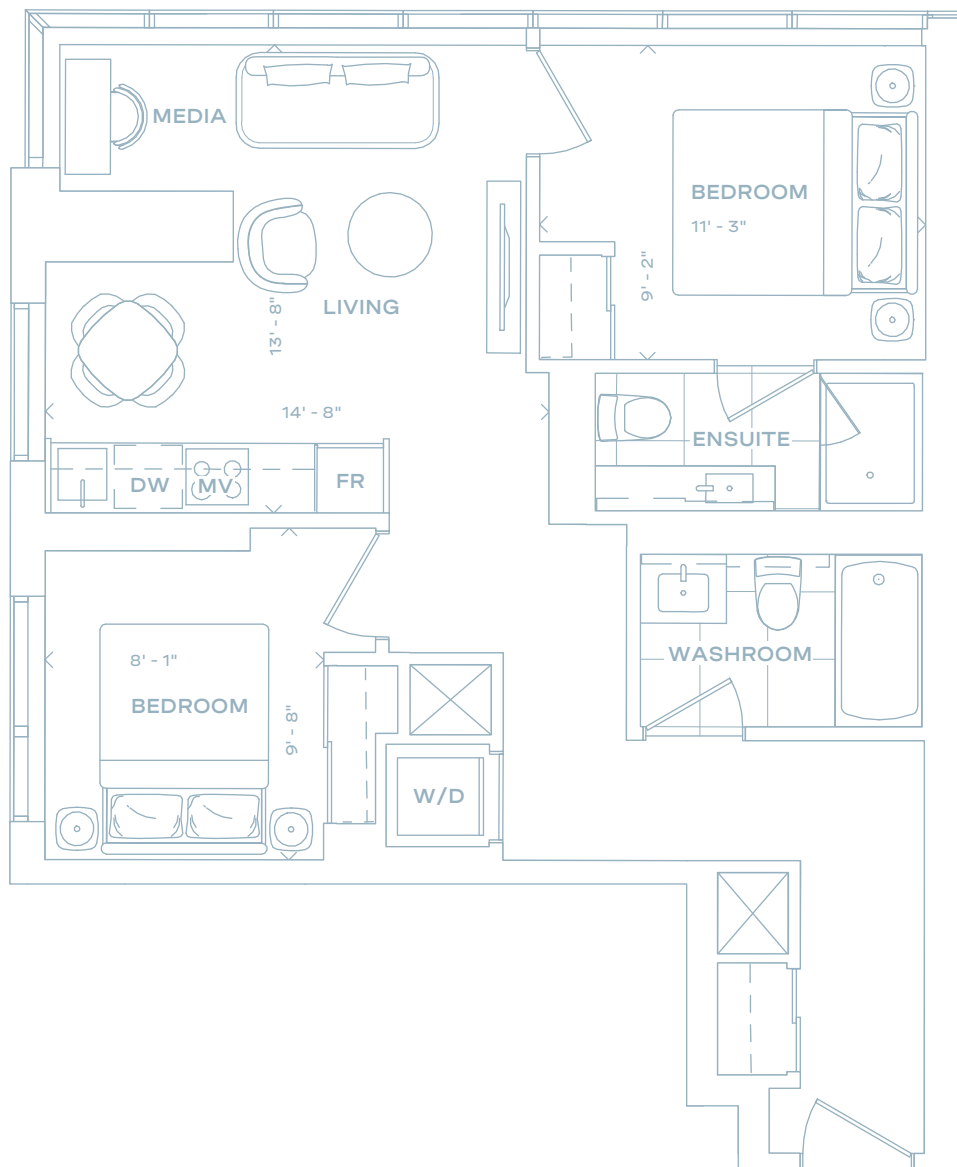 MEDIA
BEDROOM
11' - 3"
9' - 2"
LIVING
13' - 8"
14' - 8"
ENSUITE
DW
MV
FR
WASHROOM
8' - 1"
BEDROOM
9' - 8"
W/D